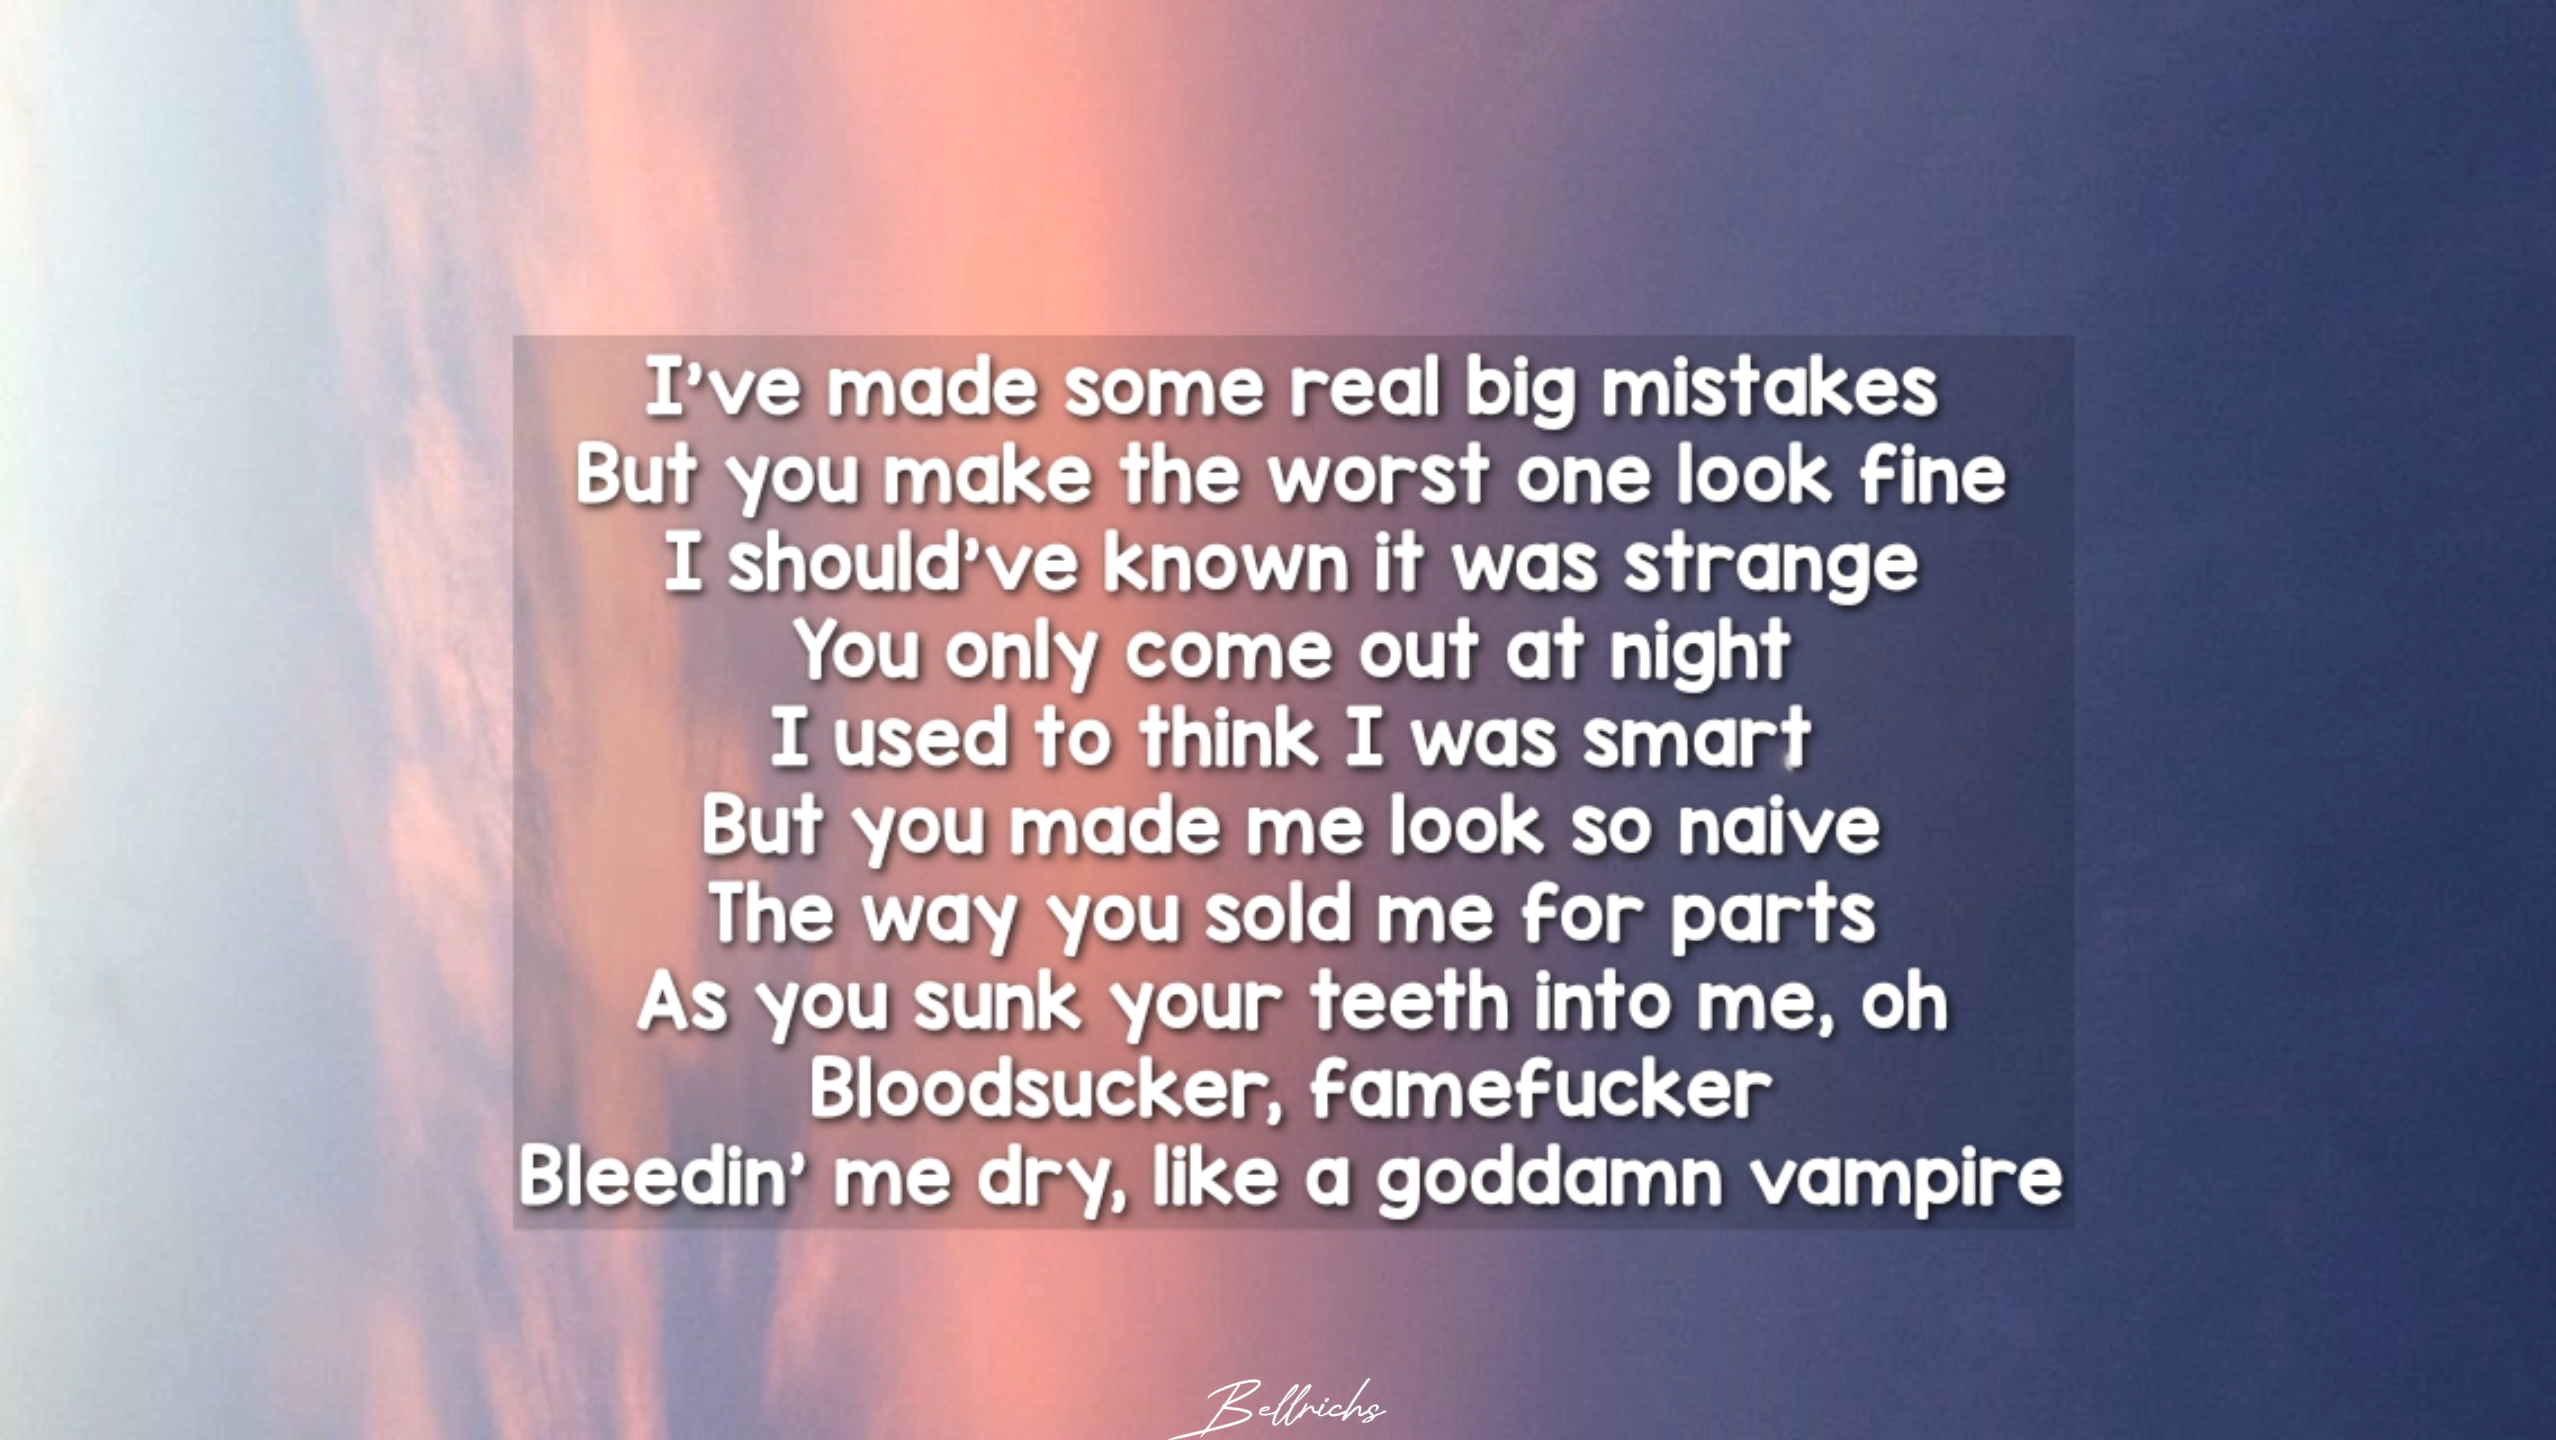 I've made some real big mistakes
But you make the worst one look fine
I should've known it was strange
You only come out at night
I used to think I was smart
But you made me look so naive
The way you sold me for parts
As you sunk your teeth into me, oh
Bloodsucker, famefucker
Bleedin' me dry, like a goddamn vampire
Bellrichs